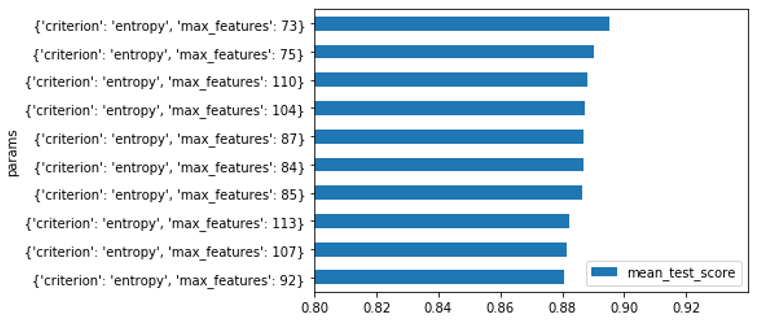 params
{'criterion': 'entropy', 'max_features': 73}
{'criterion': 'entropy', 'max_features': 75}
{'criterion': 'entropy', 'max_features': 110}
{'criterion': 'entropy', 'max_features': 104}
{'criterion': 'entropy', 'max_features': 87}
{'criterion': 'entropy', 'max_features': 84}
{'criterion': 'entropy', 'max_features': 85}
{'criterion': 'entropy', 'max_features': 113}
{'criterion': 'entropy', 'max_features': 107}
{'criterion': 'entropy', 'max_features': 92}
mean_test_score
0.80 0.82 0.84 0.86 0.88 0.90 0.92